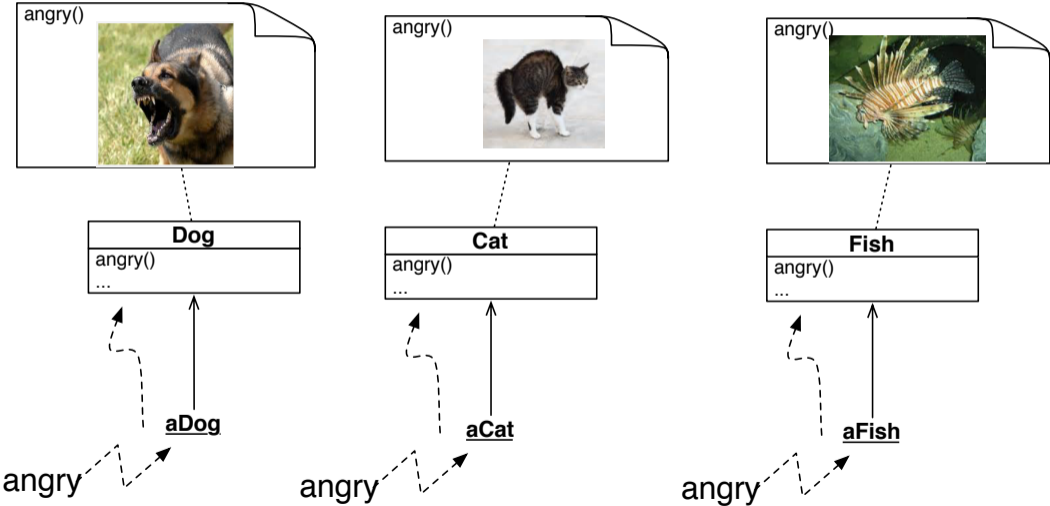 angry()
angry()
angry()
Dog
angry()
...
Cat
angry()
...
Fish
angry()
...
aDog
aCat
aFish
angry
angry
angry